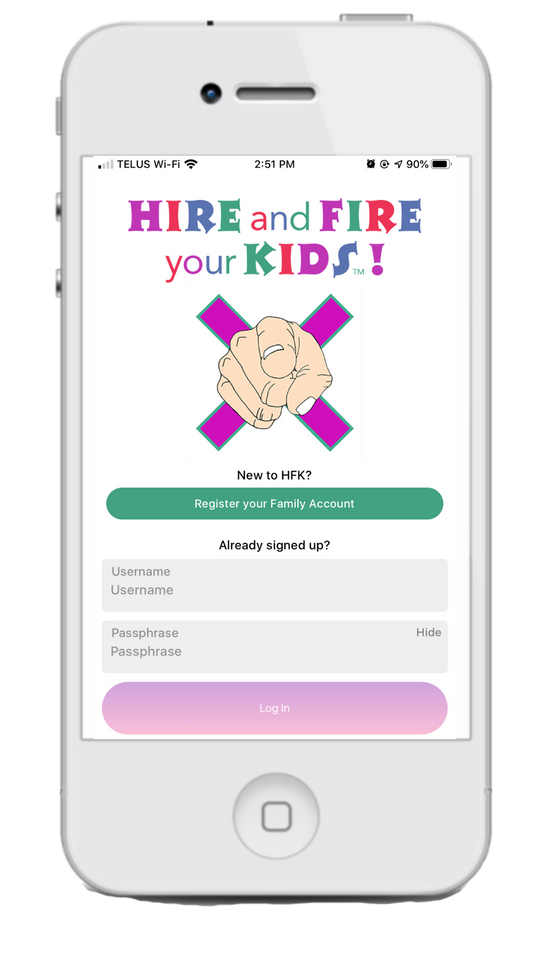 TELUS Wi-Fi 2:51 PM 90%
HIRE and FIRE
your KIDS™!
New to HFK?
Register your Family Account
Already signed up?
Username
Username
Passphrase Hide
Passphrase
Log In